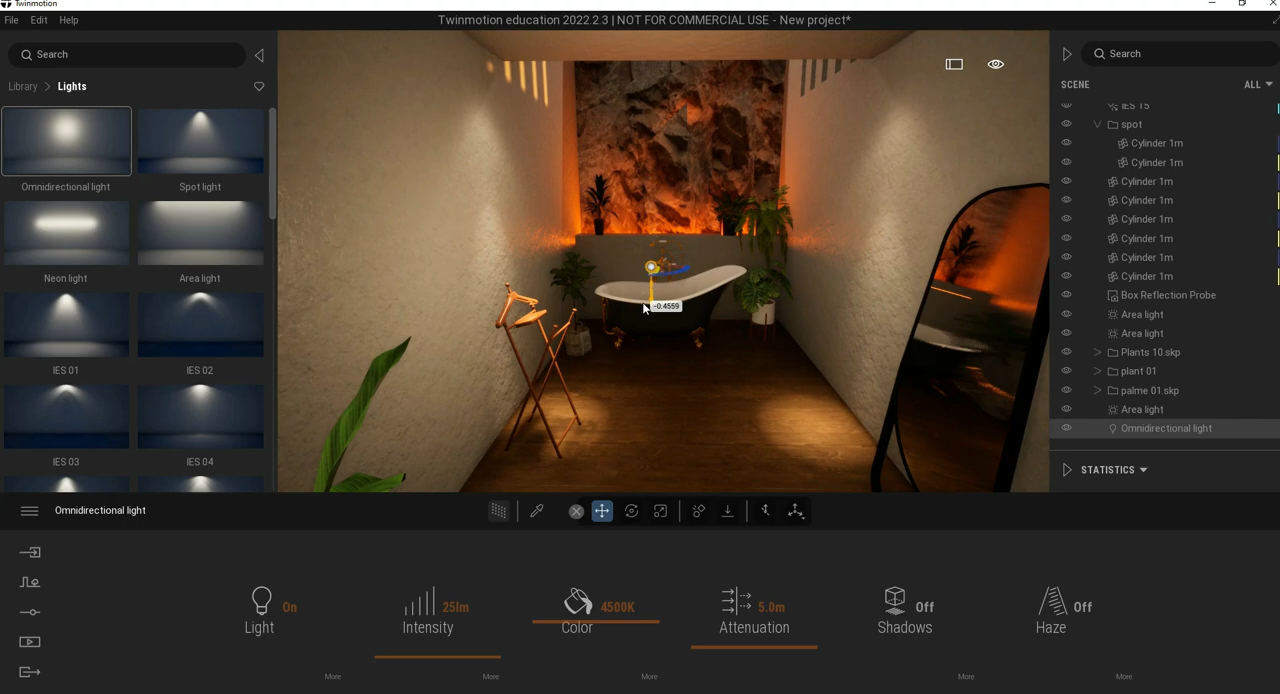 Twinmotion
File Edit Help
Twinmotion education 2022.2.3 | NOT FOR COMMERCIAL USE - New project*
Search
Library > Lights
Omnidirectional light
Spot light
Neon light
Area light
IES 01
IES 02
IES 03
IES 04
-0.4559
Search
SCENE
ALL
IES 15
spot
Cylinder 1m
Cylinder 1m
Cylinder 1m
Cylinder 1m
Cylinder 1m
Cylinder 1m
Cylinder 1m
Cylinder 1m
Box Reflection Probe
Area light
Area light
Plants 10.skp
plant 01
palme 01.skp
Area light
Omnidirectional light
STATISTICS
Omnidirectional light
On
Light
25lm
Intensity
4500K
Color
5.0m
Attenuation
Off
Shadows
Off
Haze
More
More
More
More
More